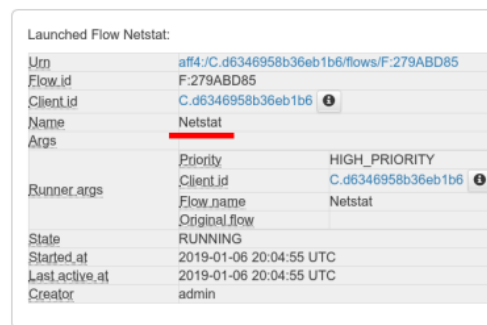 Launched Flow Netstat:
Urn aff4:/C.d6346958b36eb1b6/flows/F:279ABD85
Flow id F:279ABD85
Client id C.d6346958b36eb1b6
Name Netstat
Args
Runner args
Priority HIGH_PRIORITY
Client id C.d6346958b36eb1b6
Flow name Netstat
Original flow
State RUNNING
Started at 2019-01-06 20:04:55 UTC
Last active at 2019-01-06 20:04:55 UTC
Creator admin